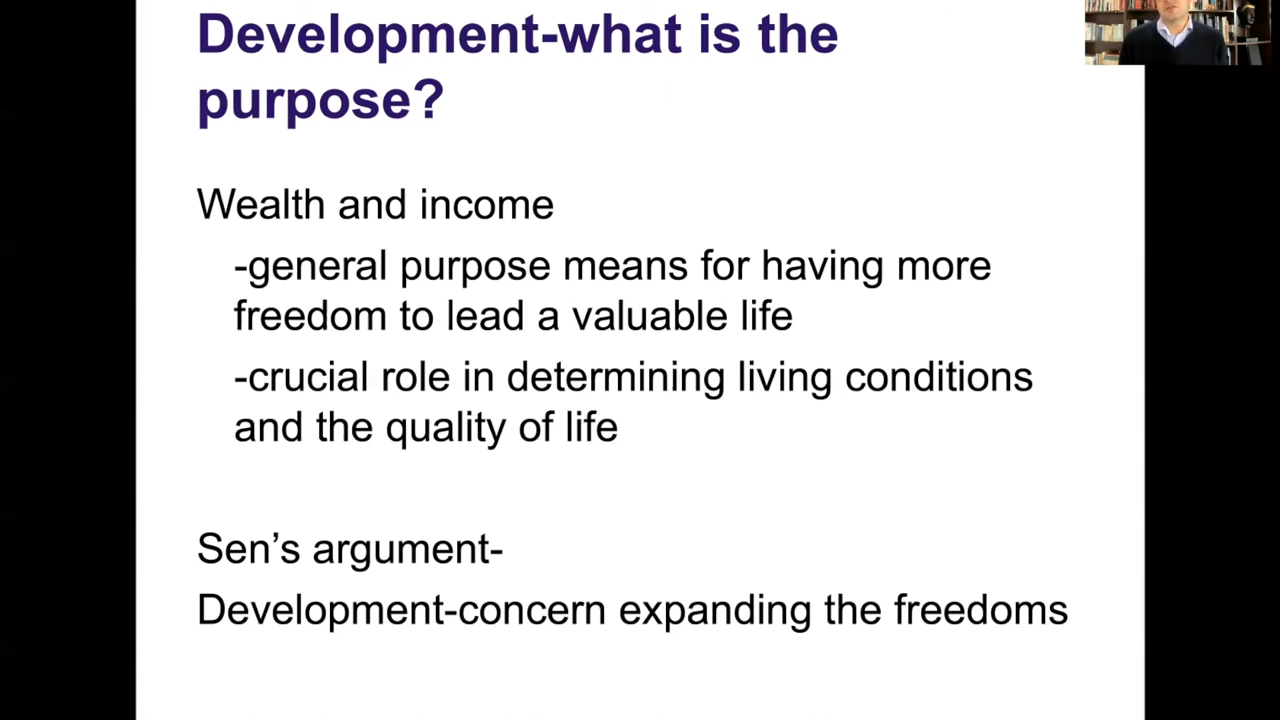 Development-what is the
purpose?
Wealth and income
-general purpose means for having more
freedom to lead a valuable life
-crucial role in determining living conditions
and the quality of life
Sen’s argument-
Development-concern expanding the freedoms